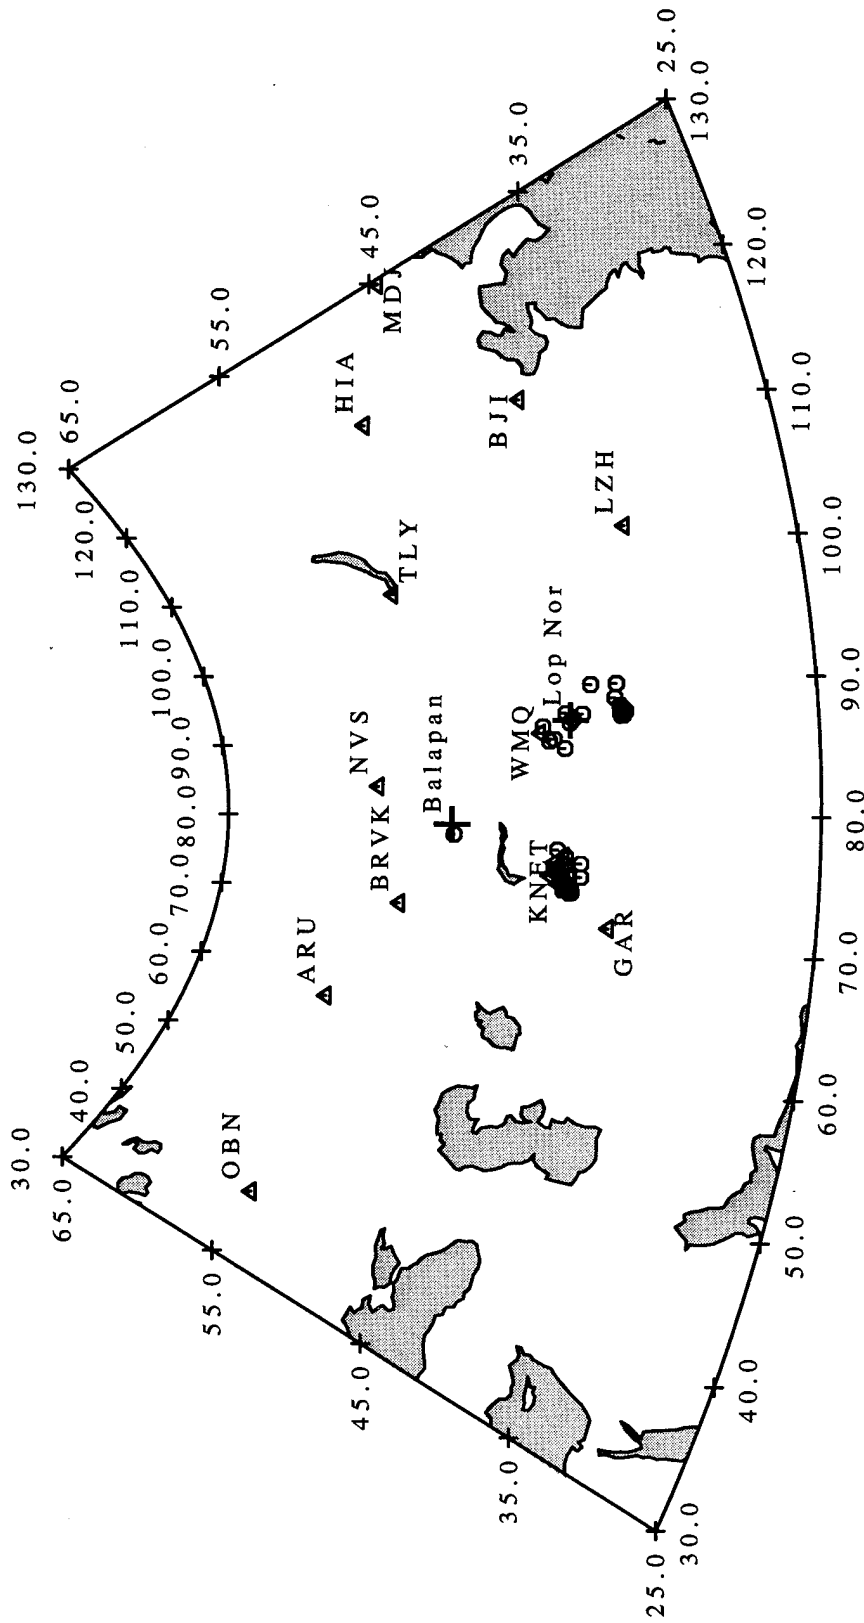 30.0 130.0
65.0 40.0 120.0 65.0
50.0 110.0
60.0 100.0
70.0 80.0 90.0
55.0 OBN 55.0
ARU HIA
45.0 NVS 45.0
BRVK MDJ
TLY
Balapan
BJI
35.0 WMQ 35.0
KNET
Lop Nor
LZH
GAR
25.0 25.0
30.0 130.0
40.0 120.0
50.0 110.0
60.0 100.0
70.0 80.0 90.0